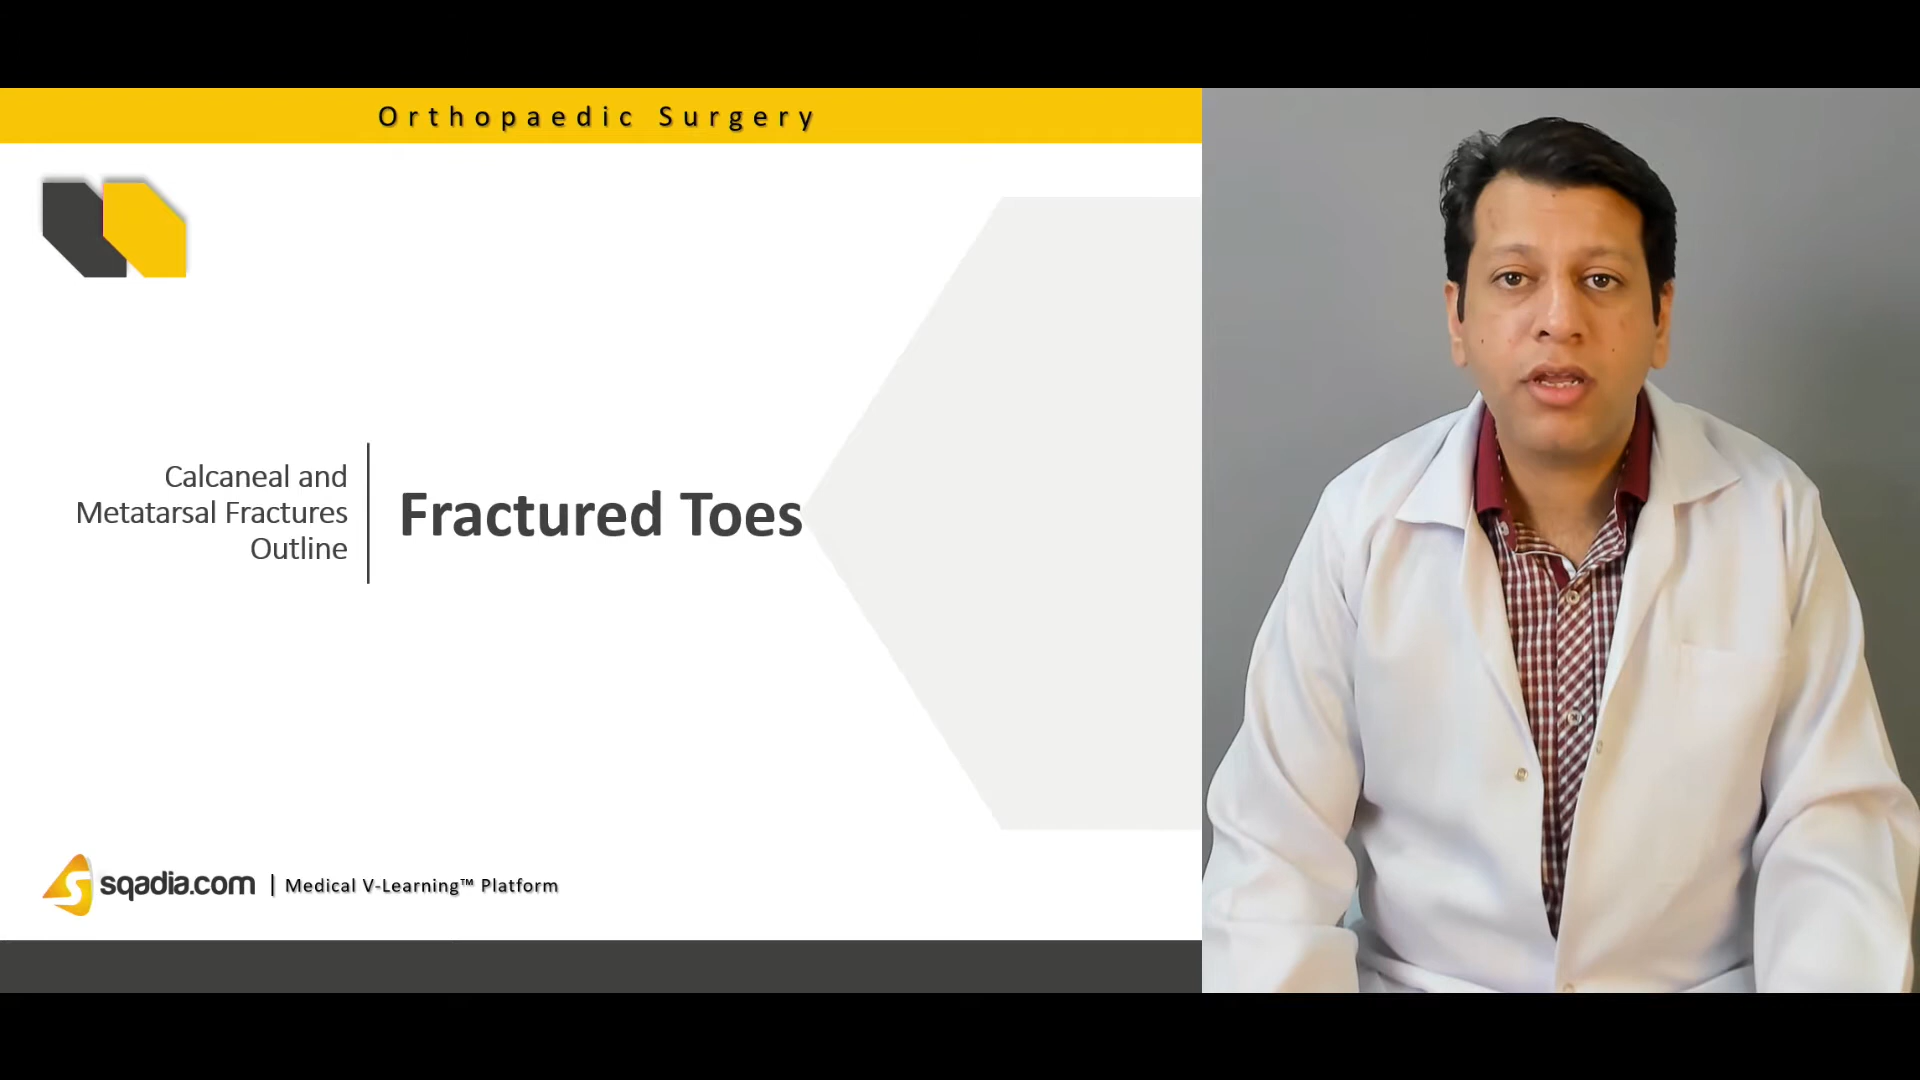 Orthopaedic Surgery
Calcaneal and
Metatarsal Fractures
Outline
Fractured Toes
sqadia.com | Medical V-Learning™ Platform